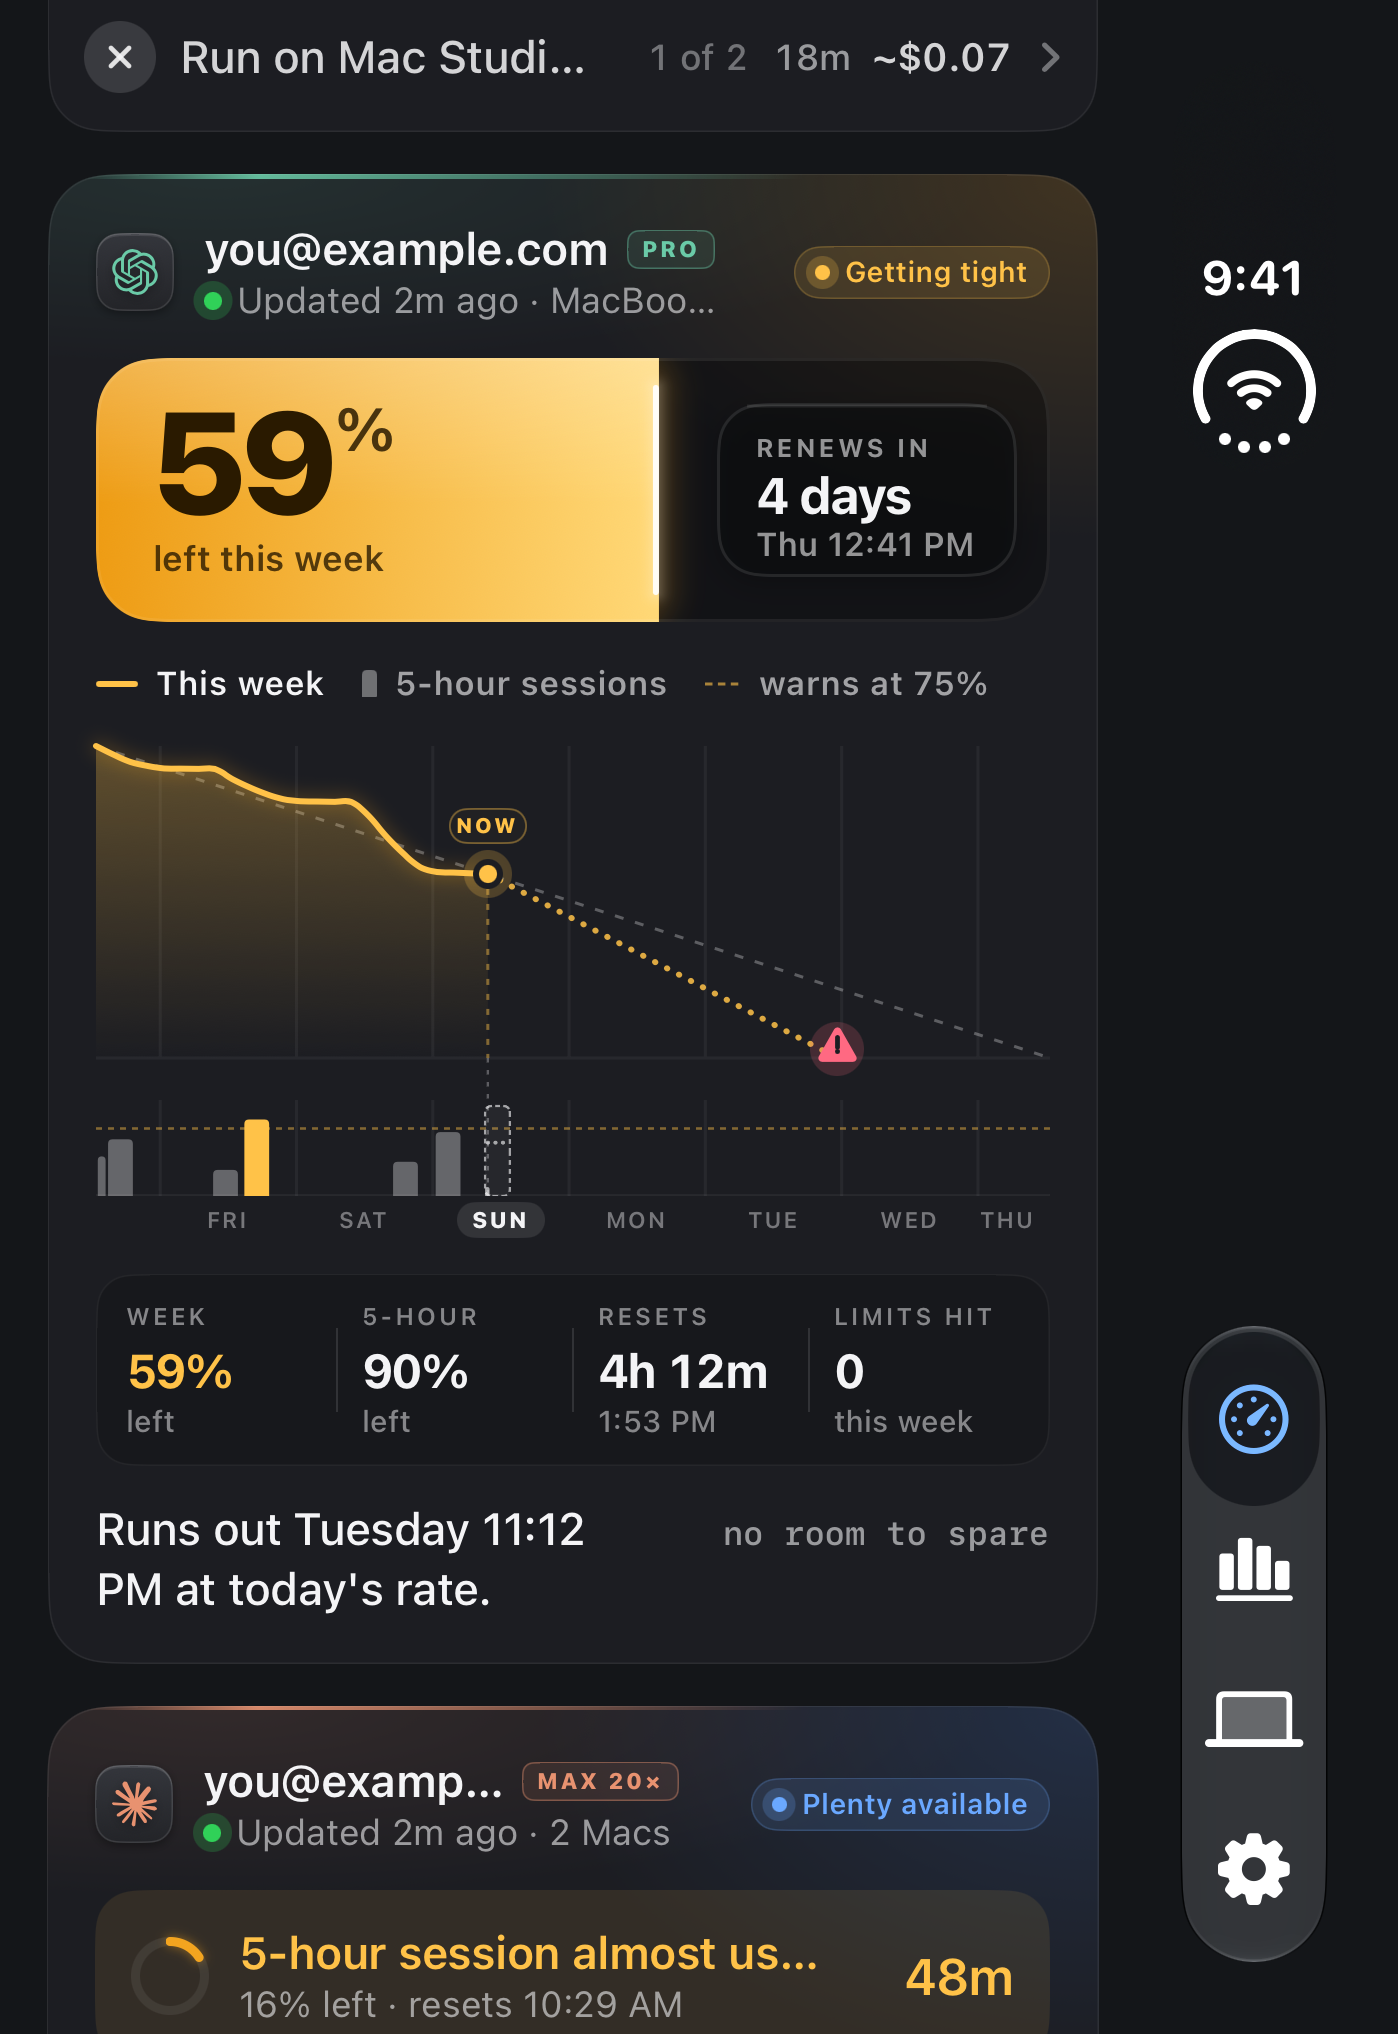 Run on Mac Studi... 1 of 2 18m ~$0.07
you@example.com PRO
Updated 2m ago · MacBoo...
Getting tight
59%
left this week
RENEWS IN
4 days
Thu 12:41 PM
This week 5-hour sessions warns at 75%
NOW
FRI SAT SUN MON TUE WED THU
WEEK
59%
left
5-HOUR
90%
left
RESETS
4h 12m
1:53 PM
LIMITS HIT
0
this week
Runs out Tuesday 11:12
PM at today's rate.
no room to spare
you@examp... MAX 20×
Updated 2m ago · 2 Macs
Plenty available
5-hour session almost us...
16% left · resets 10:29 AM
48m
9:41